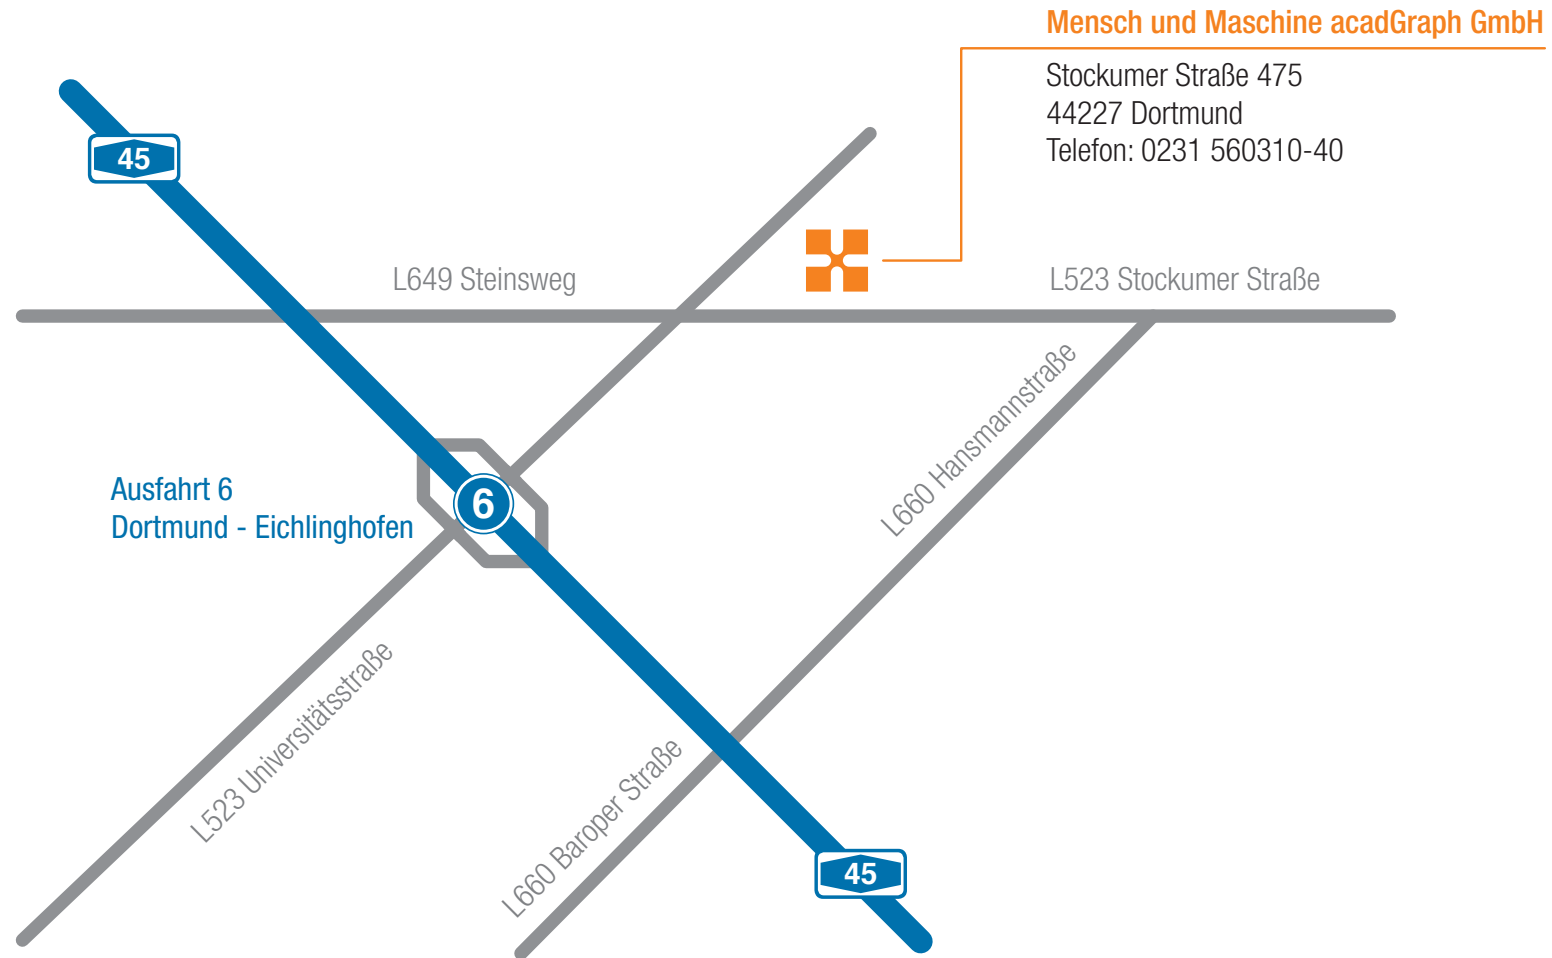 Mensch und Maschine acadGraph GmbH
Stockumer Straße 475
44227 Dortmund
Telefon: 0231 560310-40
45
L649 Steinsweg
L523 Stockumer Straße
L660 Hansmannstraße
Ausfahrt 6
Dortmund - Eichlinghofen
6
L523 Universitätsstraße
L660 Baroper Straße
45